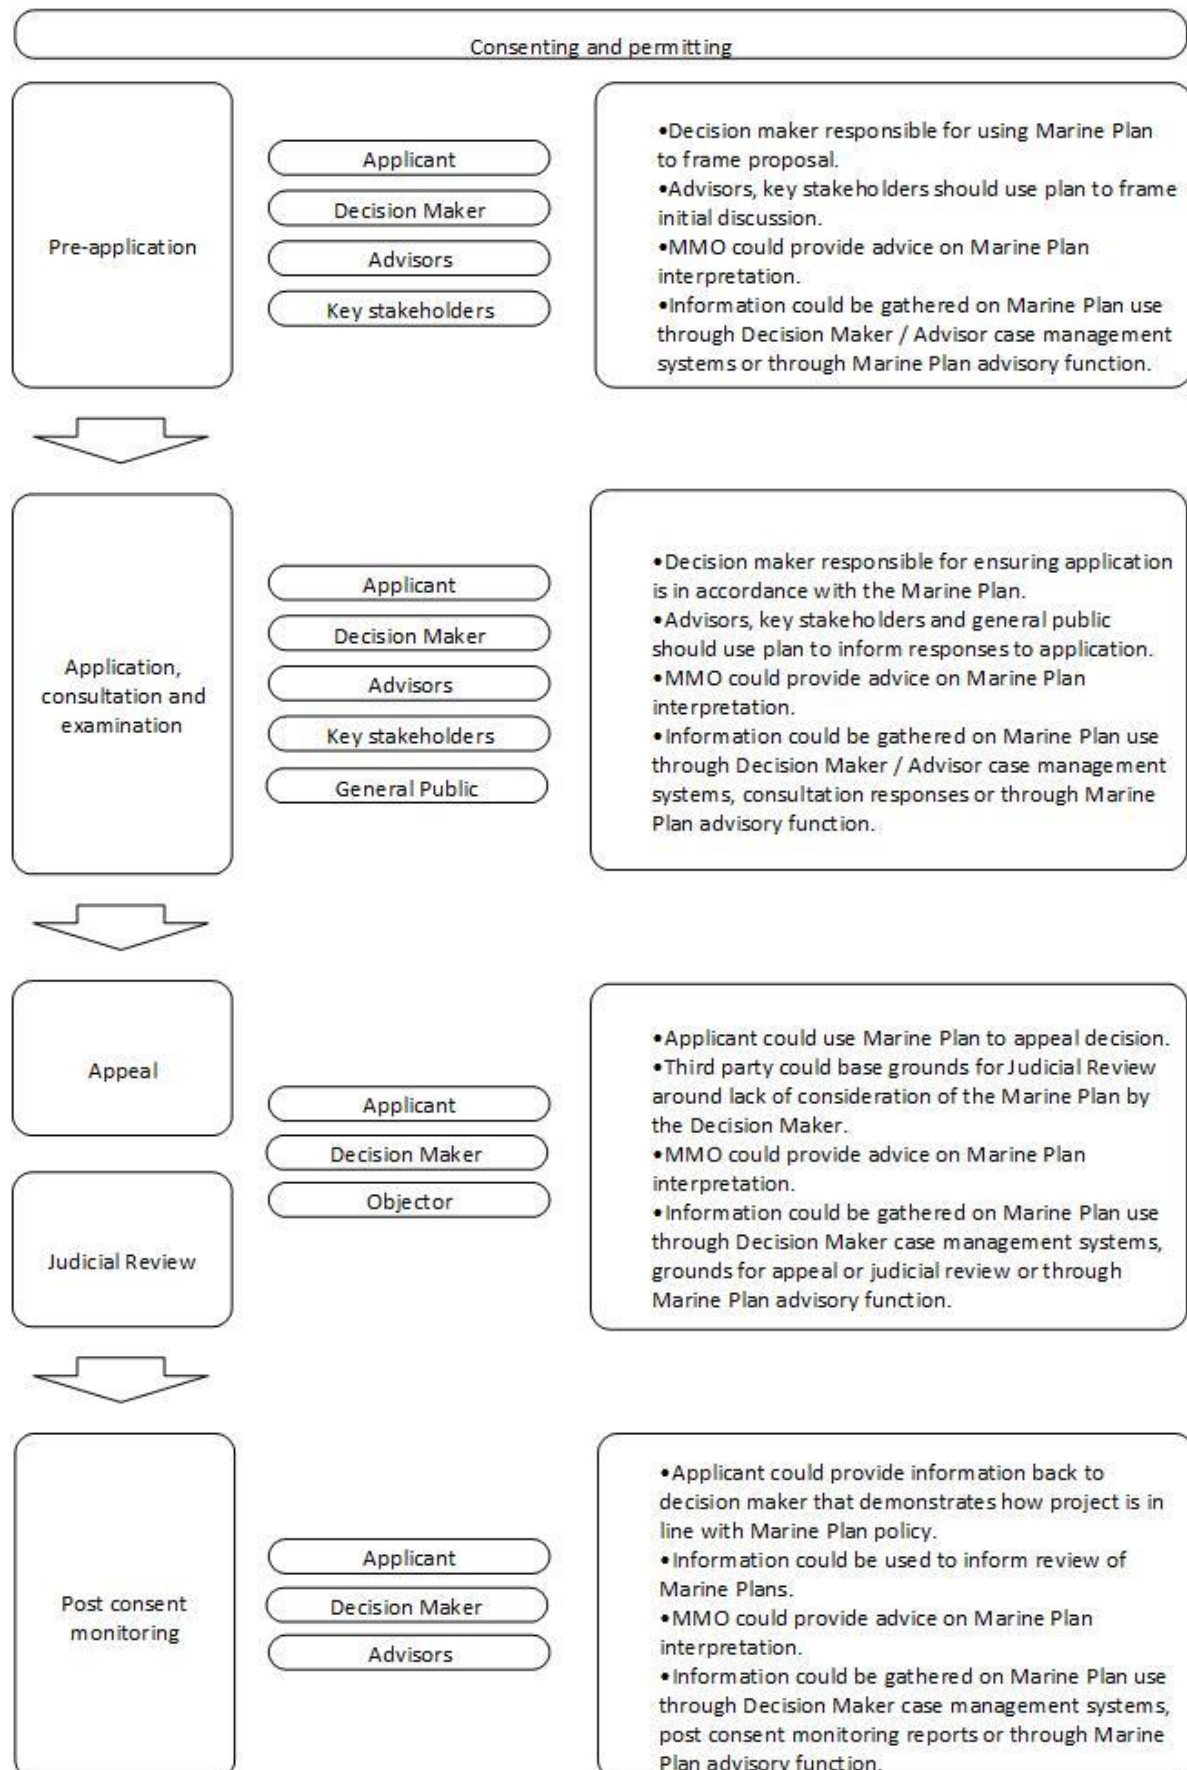 Consenting and permitting
Pre-application
Applicant
Decision Maker
Advisors
Key stakeholders
•Decision maker responsible for using Marine Plan
to frame proposal.
•Advisors, key stakeholders should use plan to frame
initial discussion.
•MMO could provide advice on Marine Plan
interpretation.
•Information could be gathered on Marine Plan use
through Decision Maker / Advisor case management
systems or through Marine Plan advisory function.
Application,
consultation and
examination
Applicant
Decision Maker
Advisors
Key stakeholders
General Public
•Decision maker responsible for ensuring application
is in accordance with the Marine Plan.
•Advisors, key stakeholders and general public
should use plan to inform responses to application.
•MMO could provide advice on Marine Plan
interpretation.
•Information could be gathered on Marine Plan use
through Decision Maker / Advisor case management
systems, consultation responses or through Marine
Plan advisory function.
Appeal
Judicial Review
Applicant
Decision Maker
Objector
•Applicant could use Marine Plan to appeal decision.
•Third party could base grounds for Judicial Review
around lack of consideration of the Marine Plan by
the Decision Maker.
•MMO could provide advice on Marine Plan
interpretation.
•Information could be gathered on Marine Plan use
through Decision Maker case management systems,
grounds for appeal or judicial review or through
Marine Plan advisory function.
Post consent
monitoring
Applicant
Decision Maker
Advisors
•Applicant could provide information back to
decision maker that demonstrates how project is in
line with Marine Plan policy.
•Information could be used to inform review of
Marine Plans.
•MMO could provide advice on Marine Plan
interpretation.
•Information could be gathered on Marine Plan use
through Decision Maker case management systems,
post consent monitoring reports or through Marine
Plan advisory function.